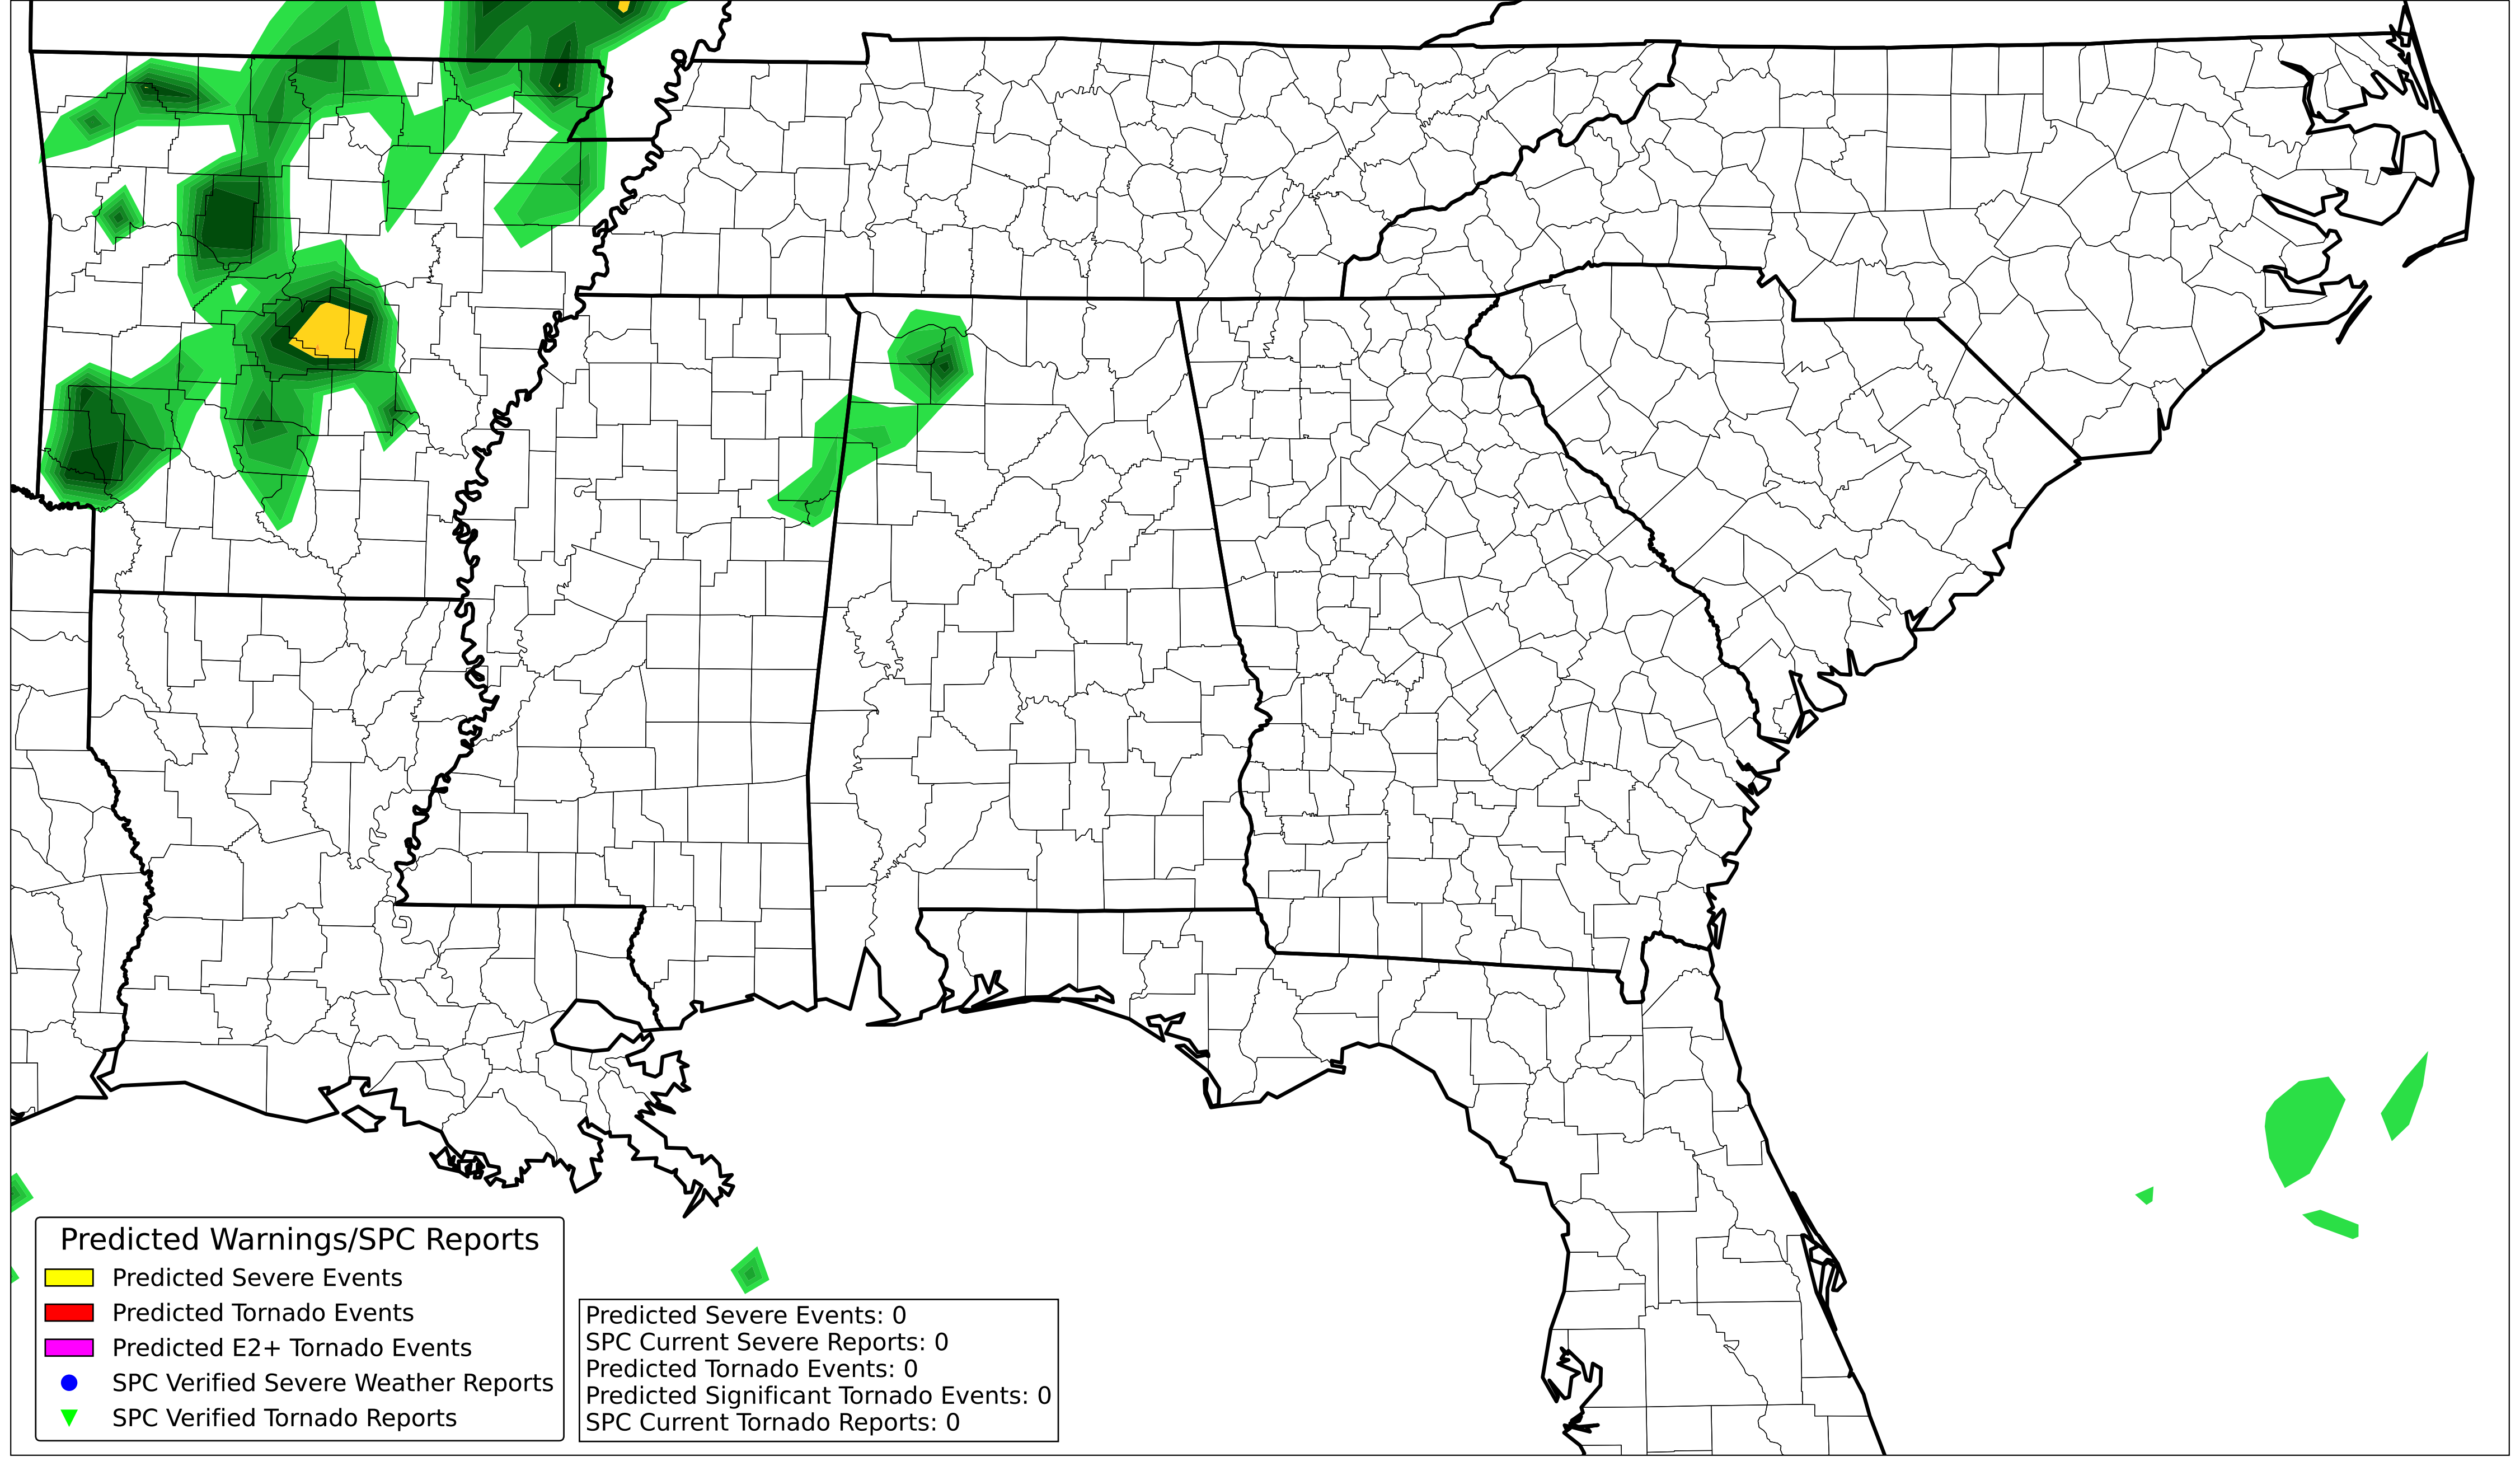 Predicted Warnings/SPC Reports
Predicted Severe Events
Predicted Tornado Events
Predicted E2+ Tornado Events
SPC Verified Severe Weather Reports
SPC Verified Tornado Reports
Predicted Severe Events: 0
SPC Current Severe Reports: 0
Predicted Tornado Events: 0
Predicted Significant Tornado Events: 0
SPC Current Tornado Reports: 0